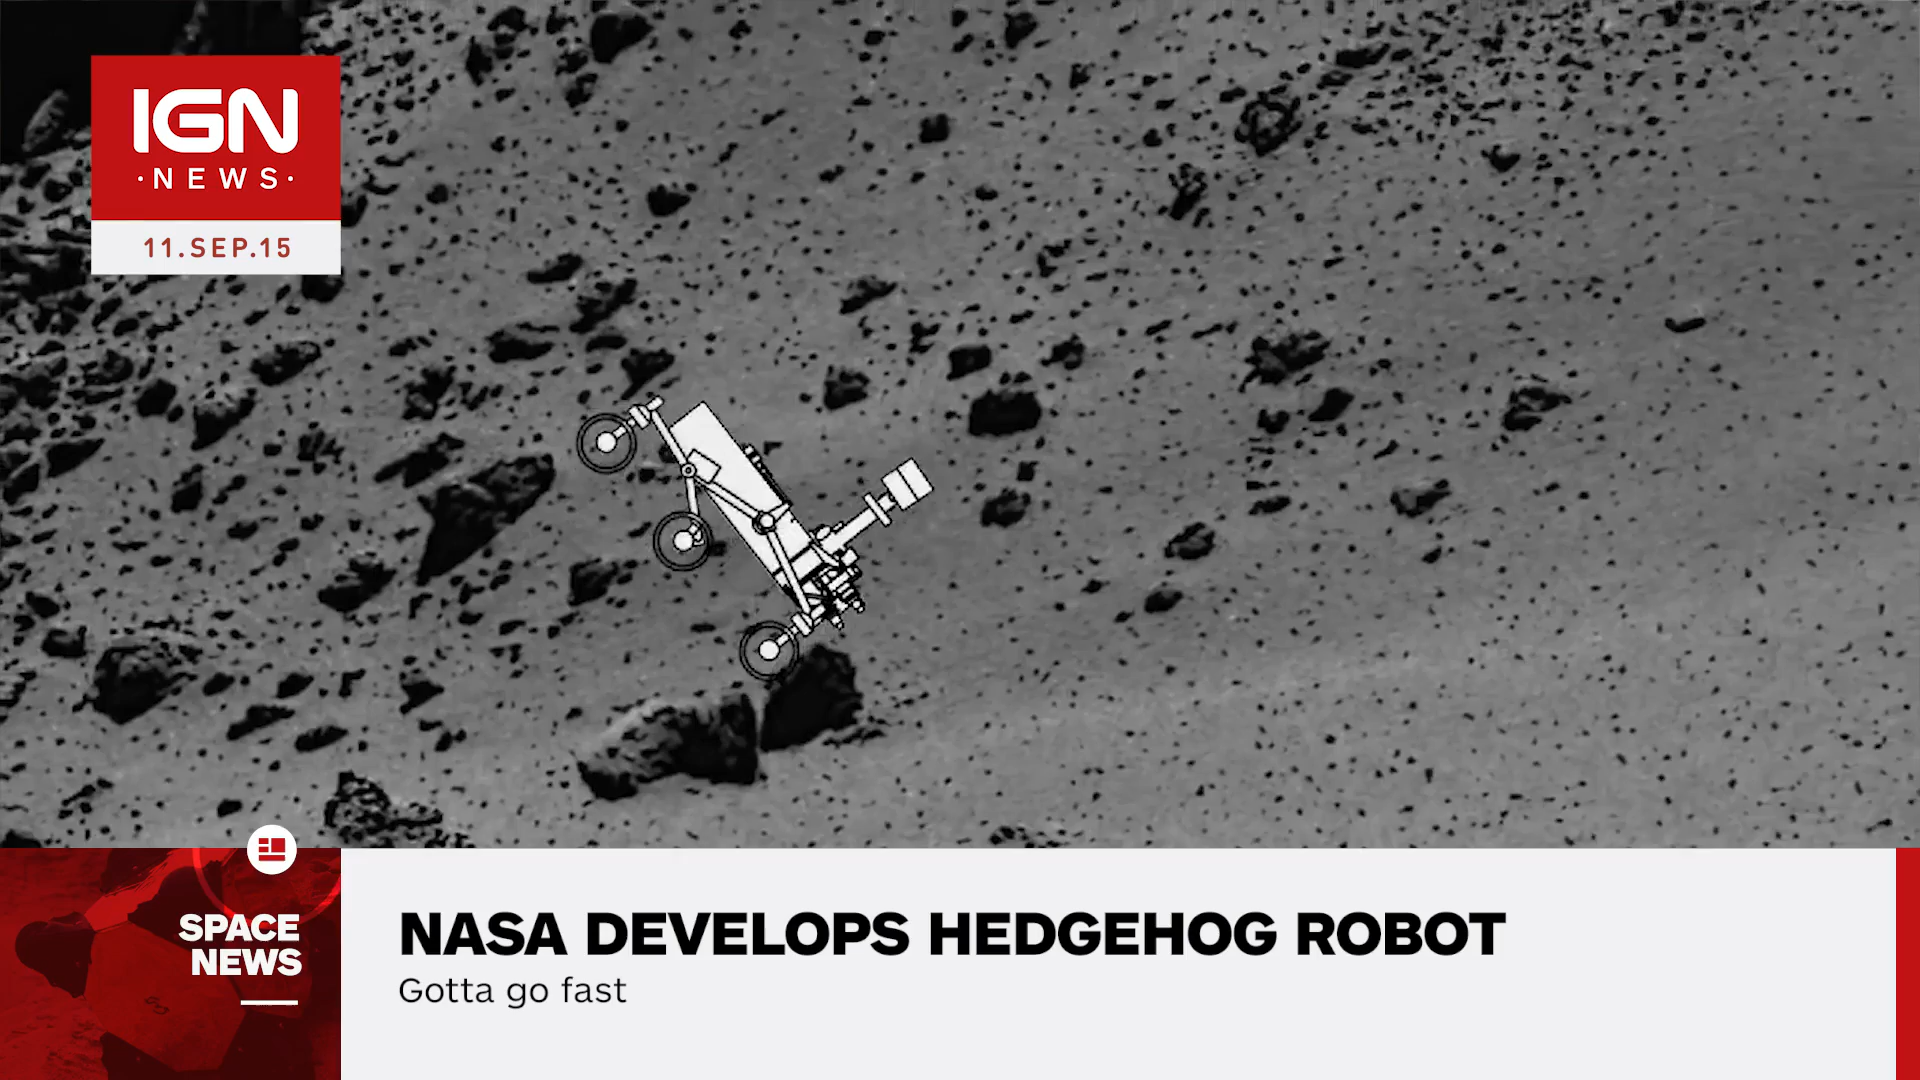 IGN
·NEWS·
11.SEP.15
SPACE
NEWS
NASA DEVELOPS HEDGEHOG ROBOT
Gotta go fast